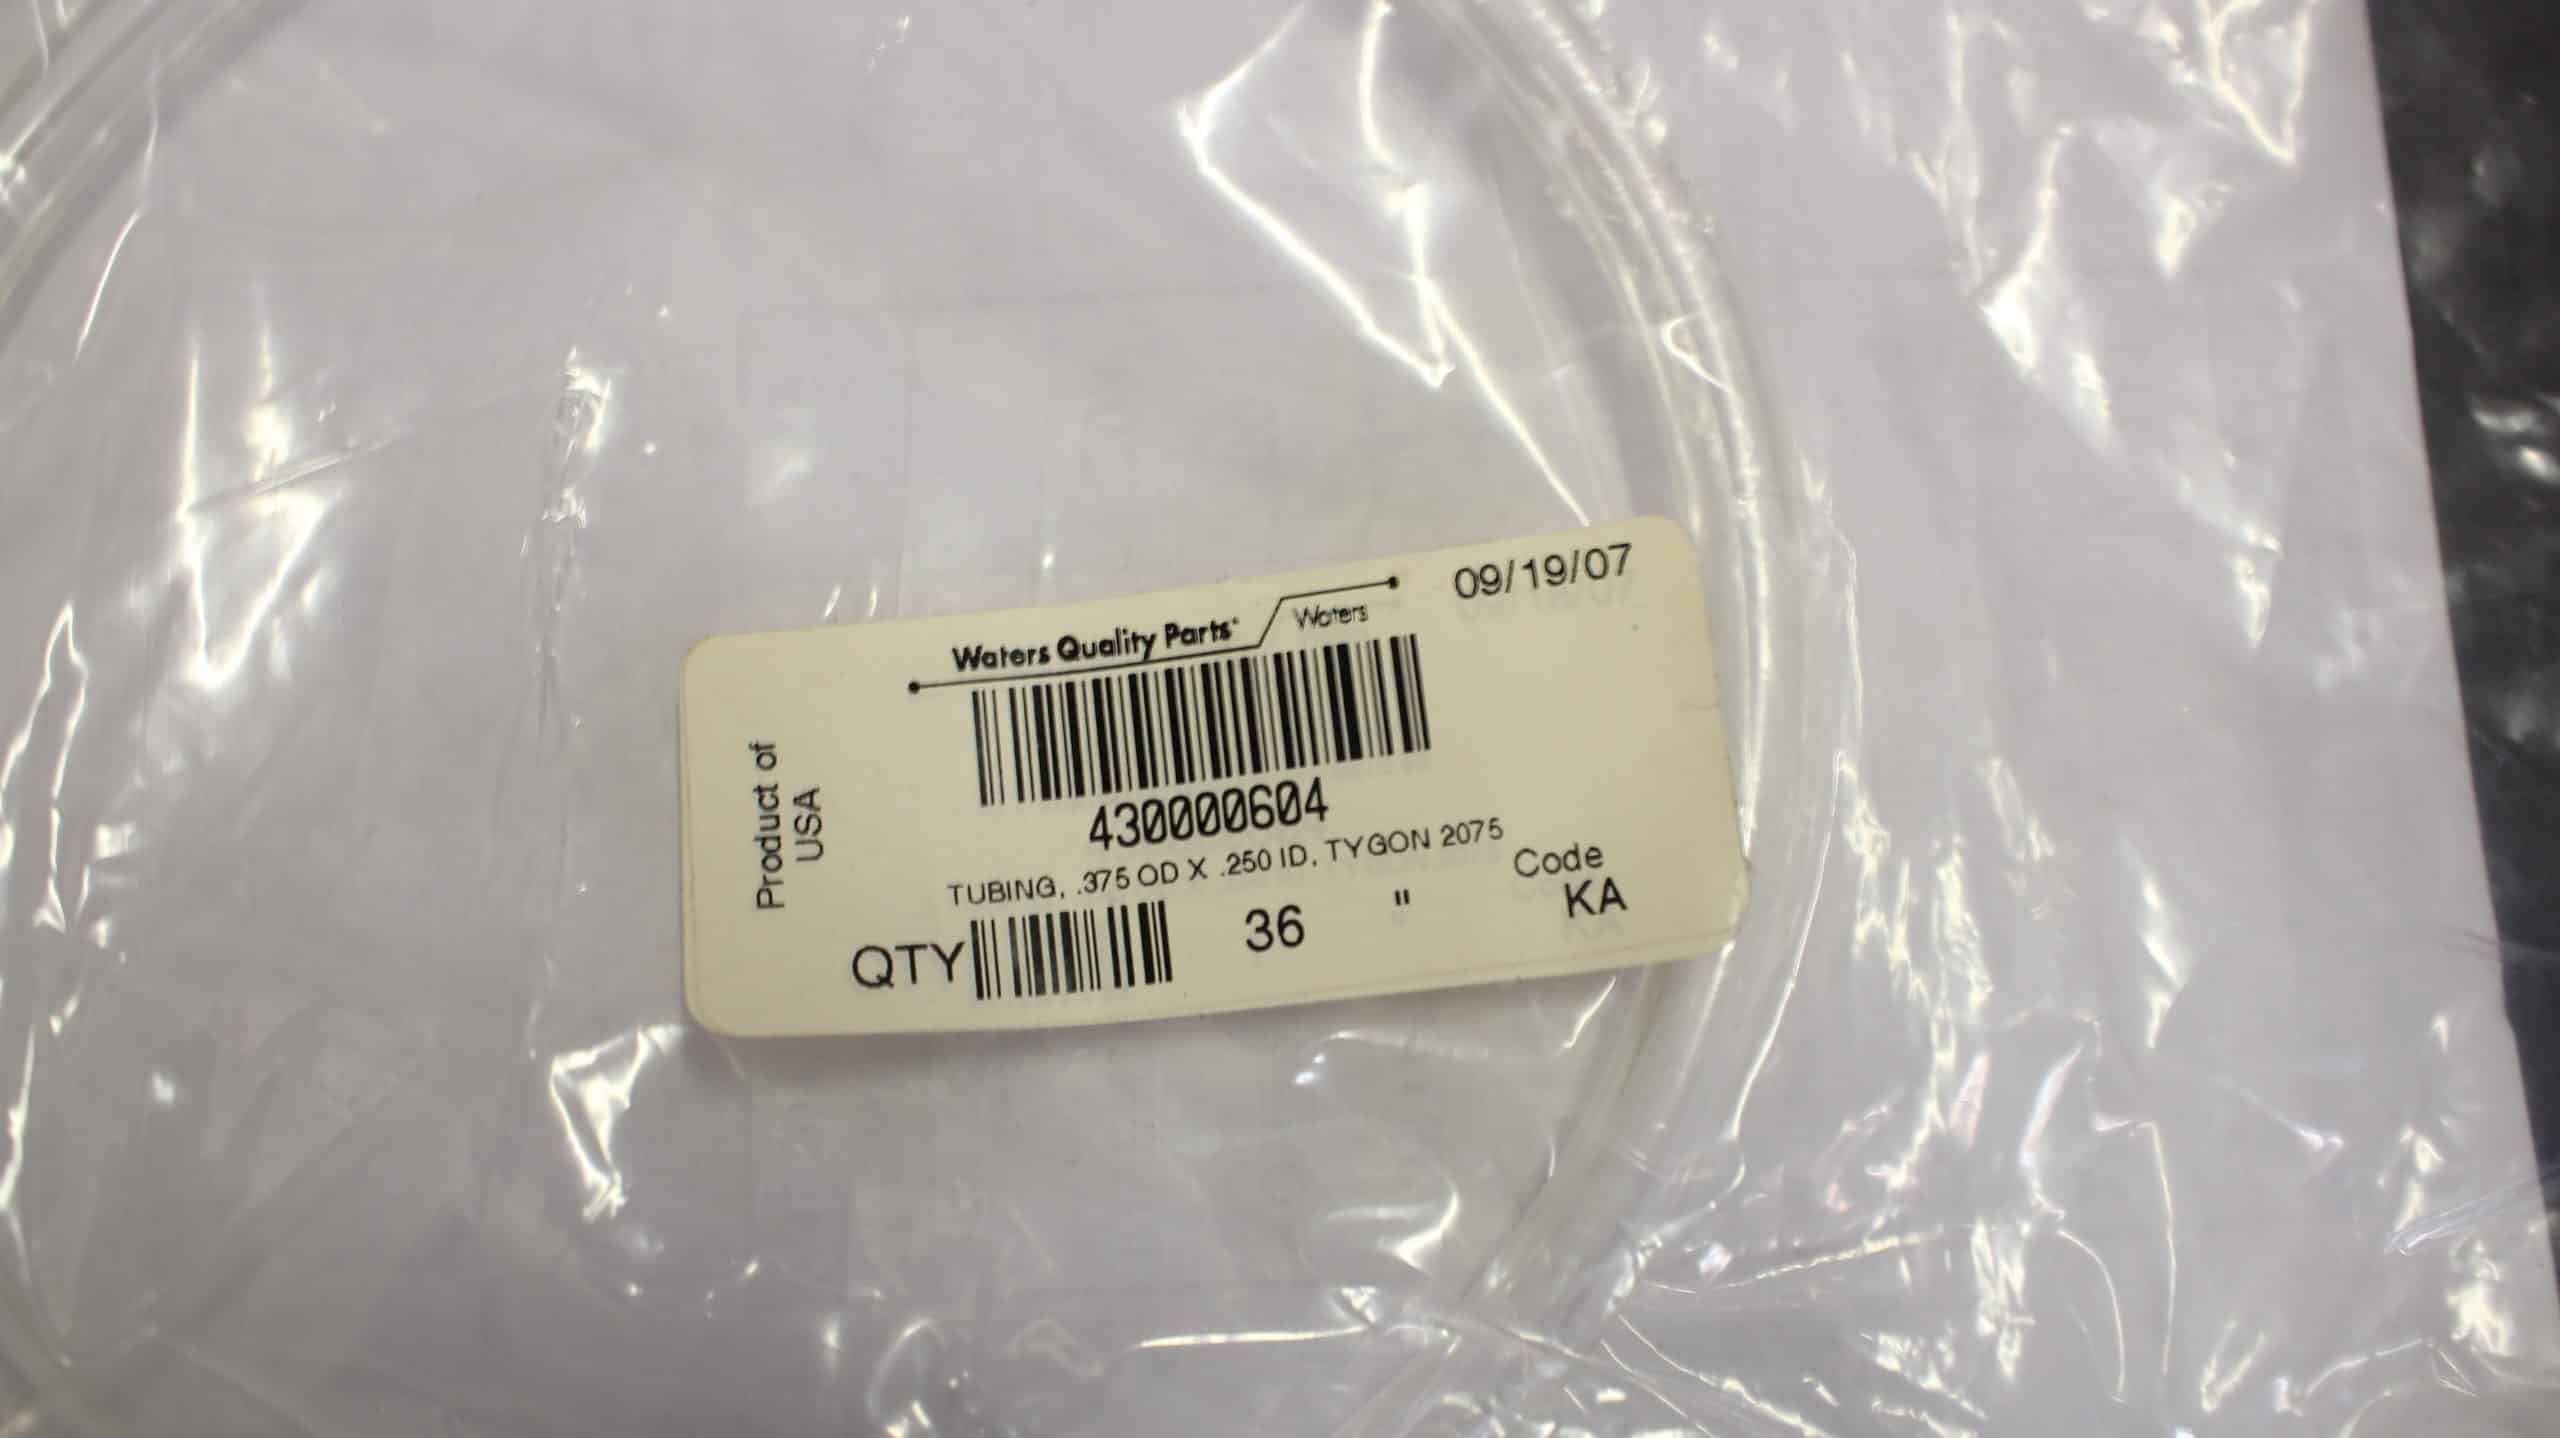 09/19/07
Waters Quality Parts
Waters
Product of
USA
430000604
TUBING, .375 OD X .250 ID, TYGON 2075
Code
KA
QTY 36 "